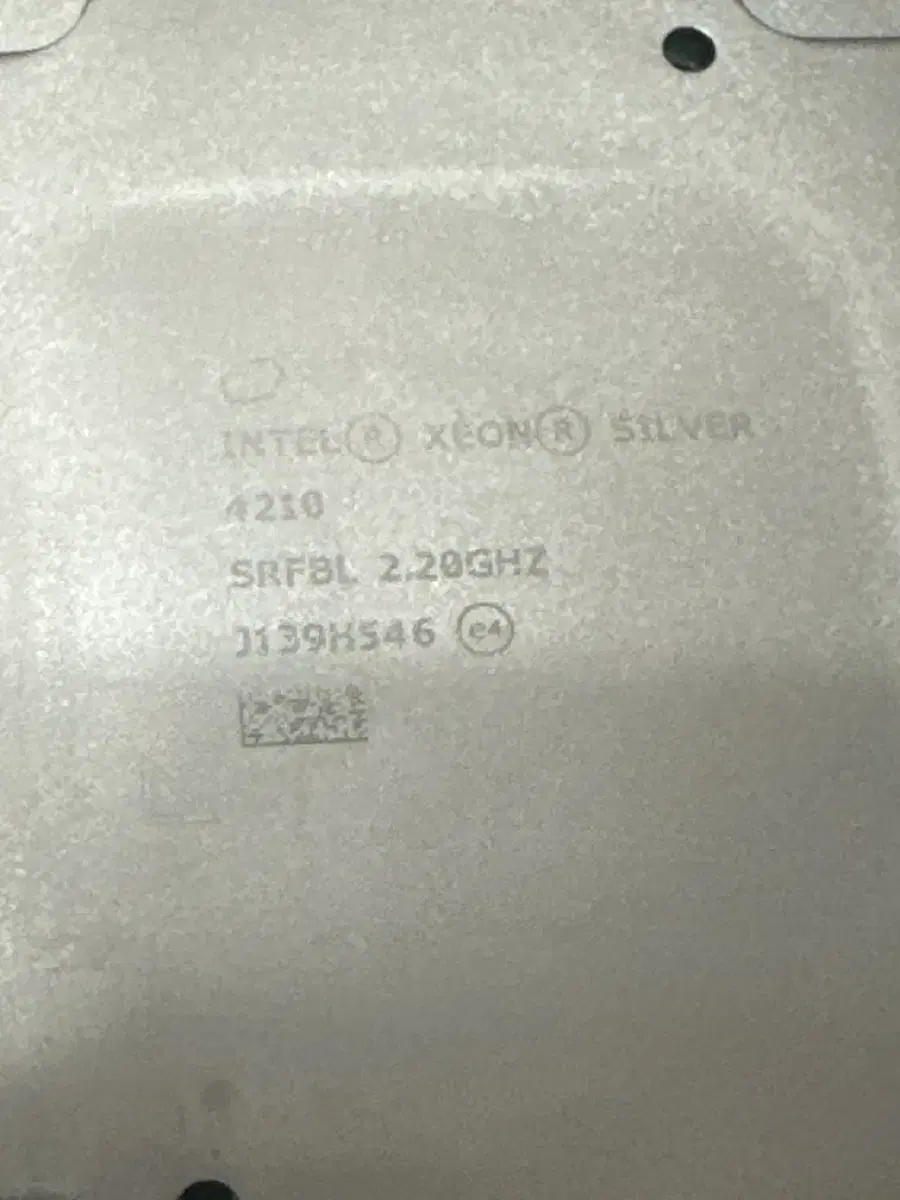 INTEL® XEON® SILVER
4210
SRFBL 2.20GHZ
J139H546 e4